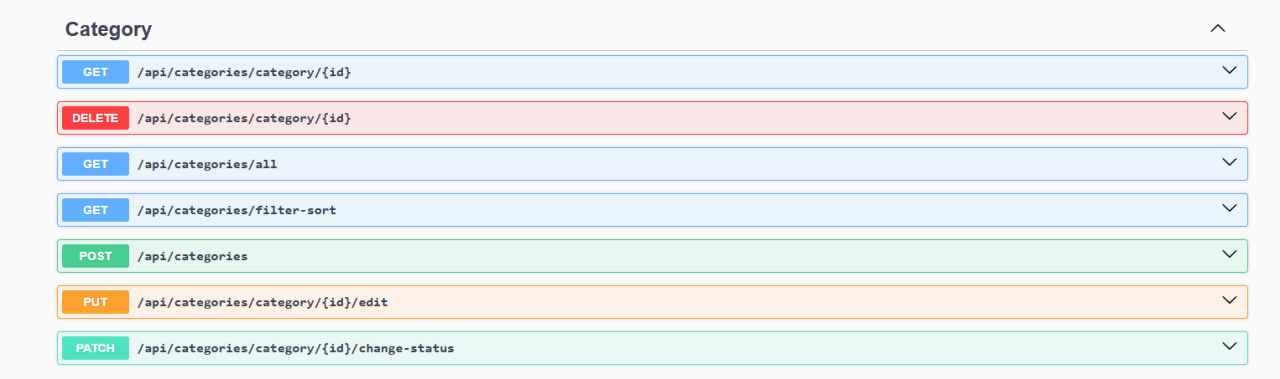 Category
GET /api/categories/category/{id}
DELETE /api/categories/category/{id}
GET /api/categories/all
GET /api/categories/filter-sort
POST /api/categories
PUT /api/categories/category/{id}/edit
PATCH /api/categories/category/{id}/change-status